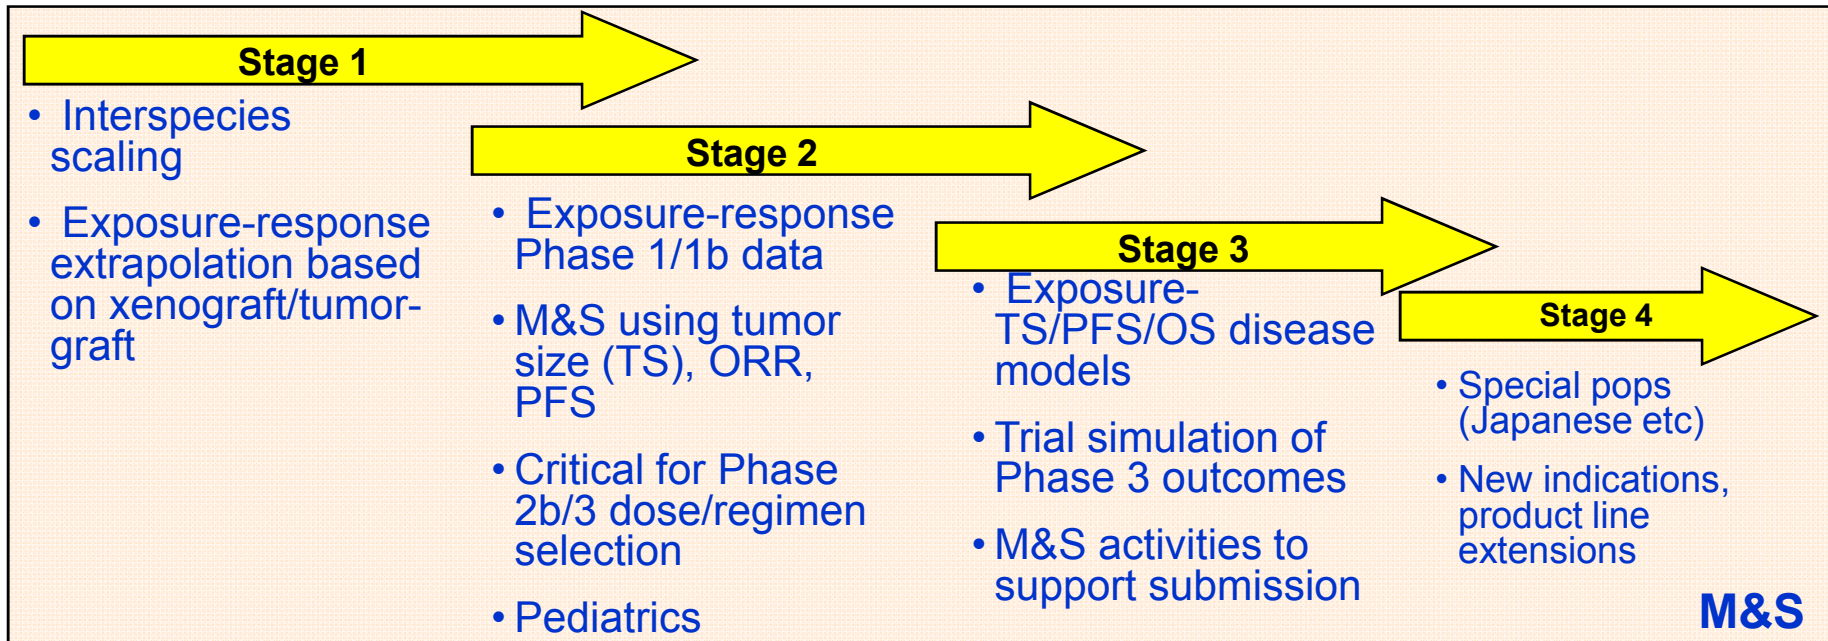 Stage 1
• Interspecies
scaling
• Exposure-response
extrapolation based
on xenograft/tumor-
graft
Stage 2
• Exposure-response
Phase 1/1b data
• M&S using tumor
size (TS), ORR,
PFS
• Critical for Phase
2b/3 dose/regimen
selection
• Pediatrics
Stage 3
• Exposure-
TS/PFS/OS disease
models
• Trial simulation of
Phase 3 outcomes
• M&S activities to
support submission
Stage 4
• Special pops
(Japanese etc)
• New indications,
product line
extensions
M&S